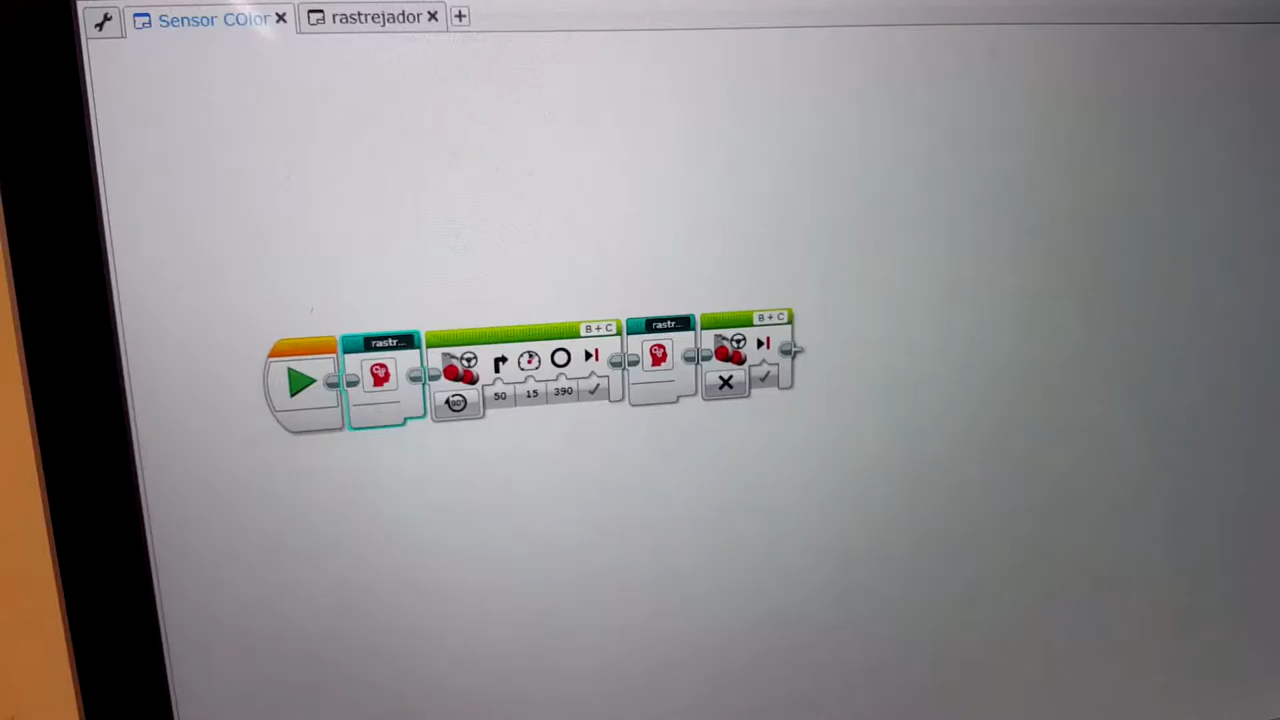 Sensor COlor
rastrejador
rastr...
B + C
50 15 390
rastr...
B + C